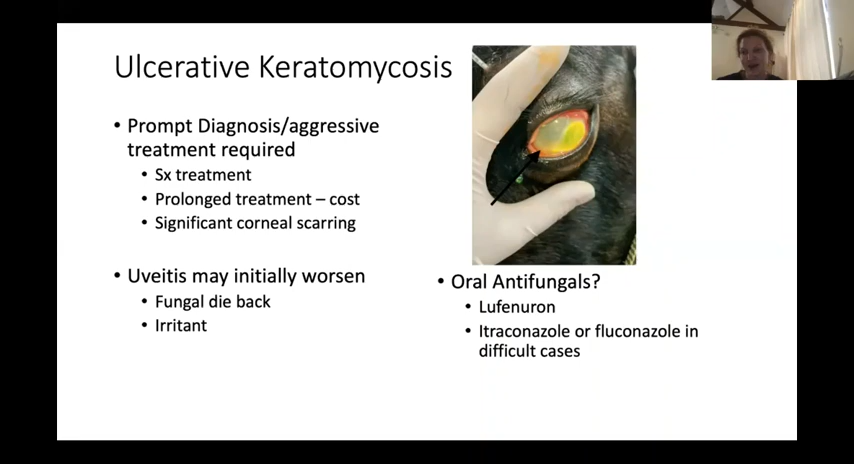 Ulcerative Keratomycosis
• Prompt Diagnosis/aggressive
treatment required
• Sx treatment
• Prolonged treatment – cost
• Significant corneal scarring
• Uveitis may initially worsen
• Fungal die back
• Irritant
• Oral Antifungals?
• Lufenuron
• Itraconazole or fluconazole in
difficult cases